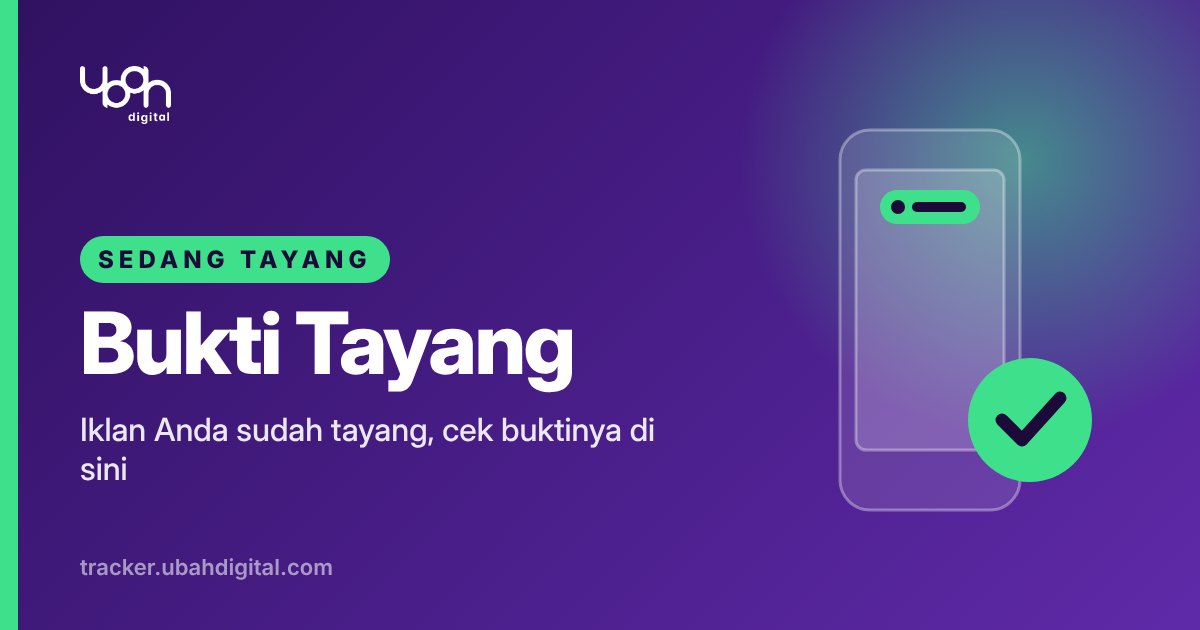 ubah
digital
SEDANG TAYANG
Bukti Tayang
Iklan Anda sudah tayang, cek buktinya di
sini
tracker.ubahdigital.com